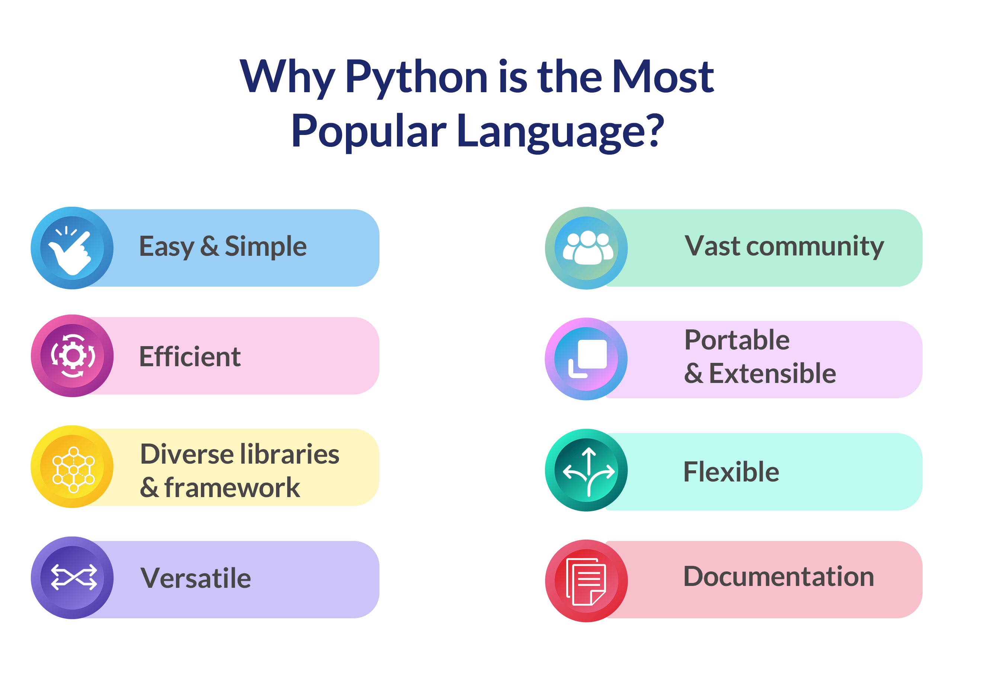 Why Python is the Most
Popular Language?
Easy & Simple
Efficient
Diverse libraries
& framework
Versatile
Vast community
Portable
& Extensible
Flexible
Documentation